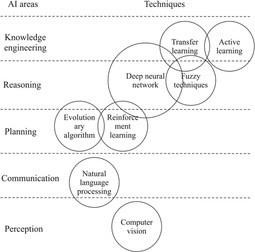 AI areas
Techniques
Knowledge
engineering
Transfer
learning
Active
learning
Reasoning
Deep neural
network
Fuzzy
techniques
Planning
Evolution
ary
algorithm
Reinforce
ment
learning
Communication
Natural
language
processing
Perception
Computer
vision